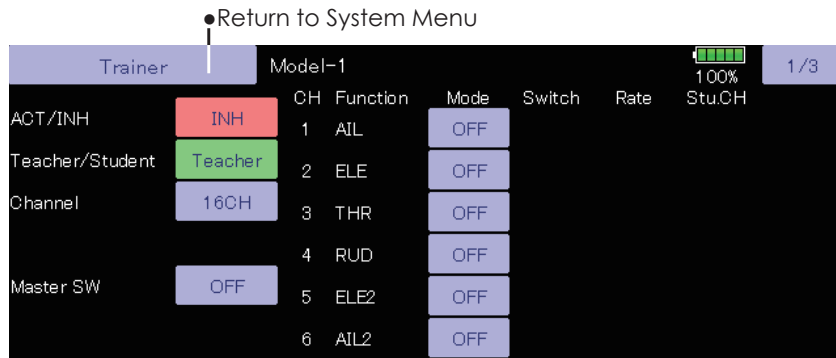 ●Return to System Menu
Trainer Model-1 100% 1/3
CH Function Mode Switch Rate Stu.CH
ACT/INH INH 1 AIL OFF
Teacher/Student Teacher 2 ELE OFF
Channel 16CH 3 THR OFF
4 RUD OFF
Master SW OFF 5 ELE2 OFF
6 AIL2 OFF